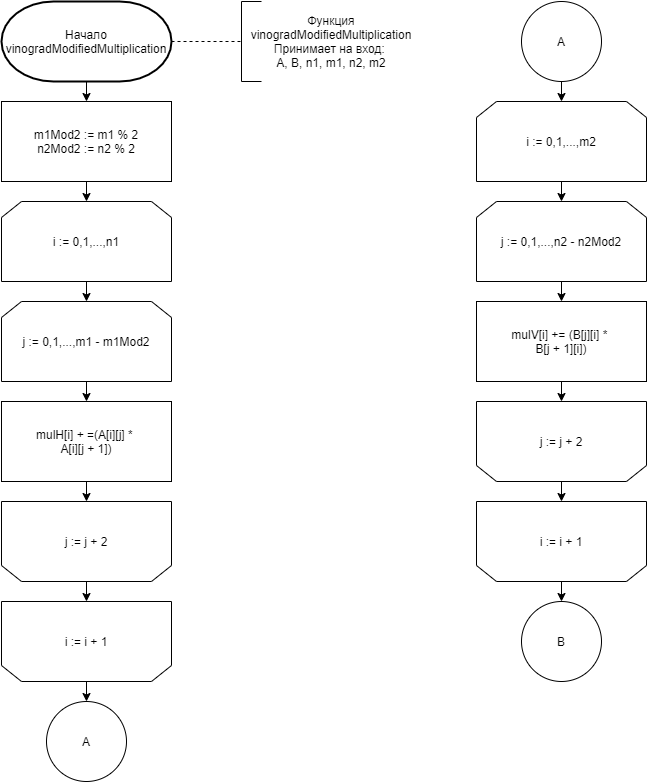 Начало
vinogradModifiedMultiplication
Функция
vinogradModifiedMultiplication
Принимает на вход:
A, B, n1, m1, n2, m2
m1Mod2 := m1 % 2
n2Mod2 := n2 % 2
i := 0,1,...,n1
j := 0,1,...,m1 - m1Mod2
mulH[i] + =(A[i][j] *
A[i][j + 1])
j := j + 2
i := i + 1
A
A
i := 0,1,...,m2
j := 0,1,...,n2 - n2Mod2
mulV[i] += (B[j][i] *
B[j + 1][i])
j := j + 2
i := i + 1
B